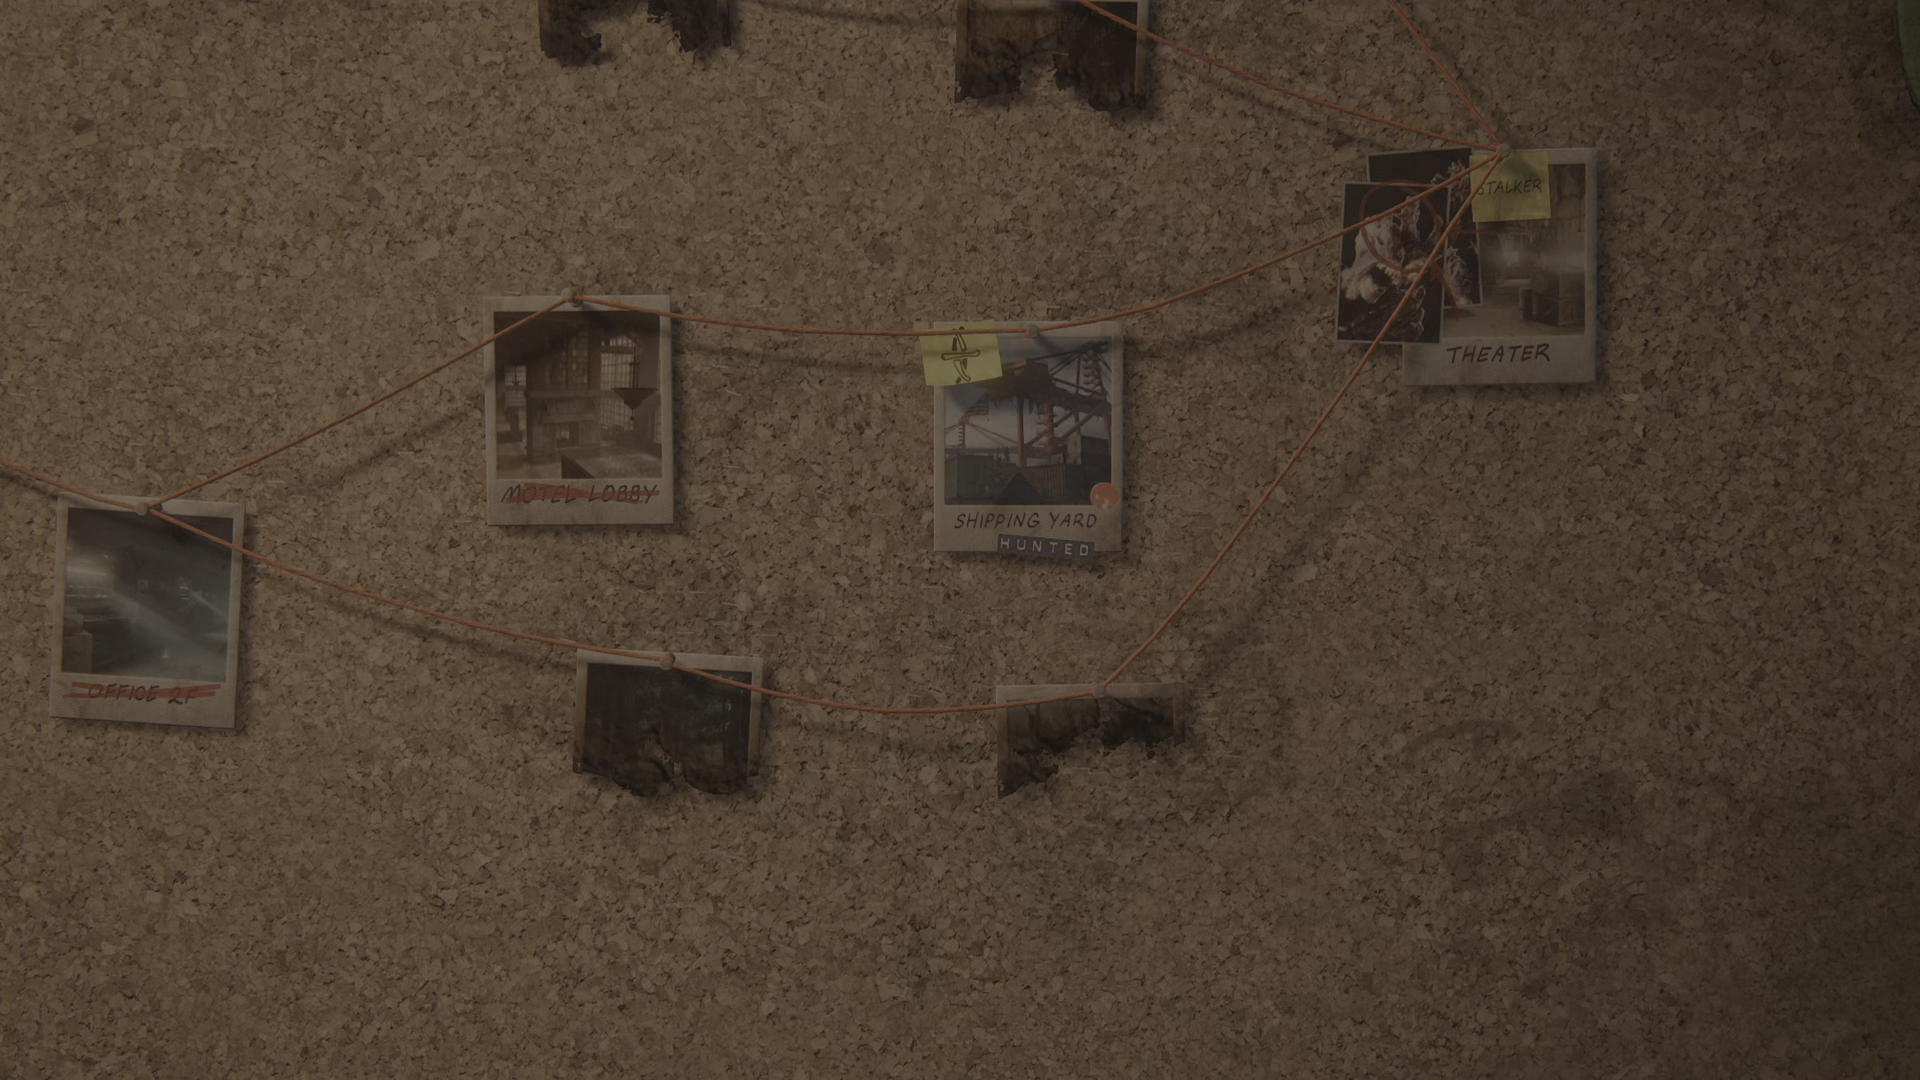 STALKER
THEATER
MOTEL LOBBY
SHIPPING YARD
HUNTED
OFFICE 2F